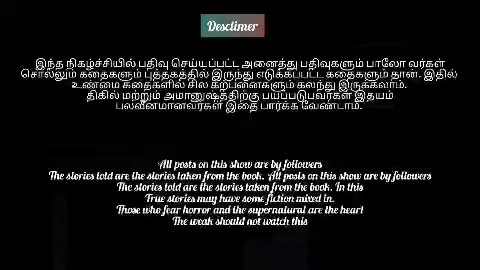 Desclimer
இந்த நிகழ்ச்சியில் பதிவு செய்யப்பட்ட அனைத்து பதிவுகளும் பாலோ வர்கள்
சொல்லும் கதைகளும் புத்தகத்தில் இருந்து எடுக்கப்பட்ட கதைகளும் தான். இதில்
உண்மை கதைகளில் சில கற்பனைகளும் கலந்து இருக்கலாம்.
திகில் மற்றும் அமானுஷ்த்திற்கு பயப்படுபவர்கள் இதயம்
பலவீனமானவர்கள் இதை பார்க்க வேண்டாம்.
All posts on this show are by followers
The stories told are the stories taken from the book. All posts on this show are by followers
The stories told are the stories taken from the book. In this
True stories may have some fiction mixed in.
Those who fear horror and the supernatural are the heart
The weak should not watch this